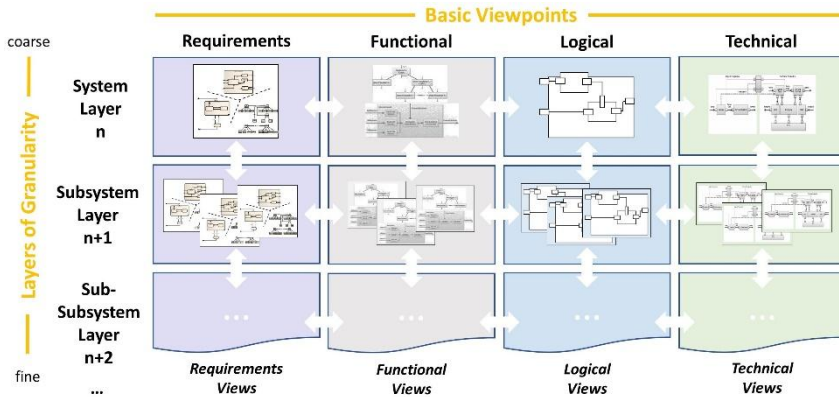 Basic Viewpoints
coarse
Requirements
Functional
Logical
Technical
Layers of Granularity
System
Layer
n
Subsystem
Layer
n+1
Sub-
Subsystem
Layer
n+2
...
...
...
...
fine
...
Requirements
Views
Functional
Views
Logical
Views
Technical
Views